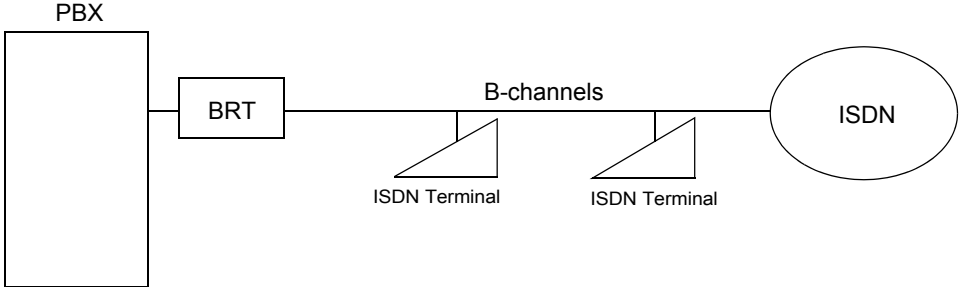 PBX
BRT
B-channels
ISDN
ISDN Terminal
ISDN Terminal